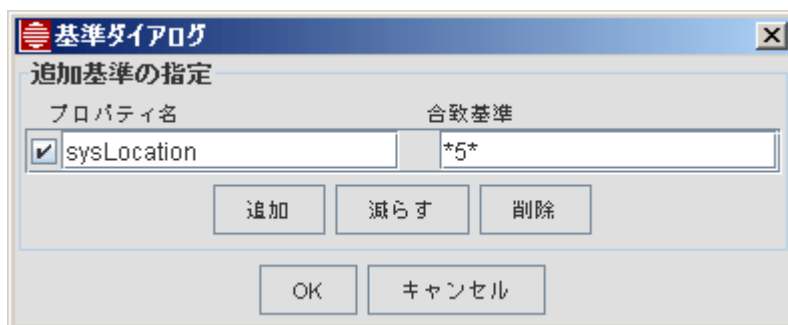 基準ダイアログ
追加基準の指定
プロパティ名 合致基準
sysLocation *5*
追加 減らす 削除
OK キャンセル